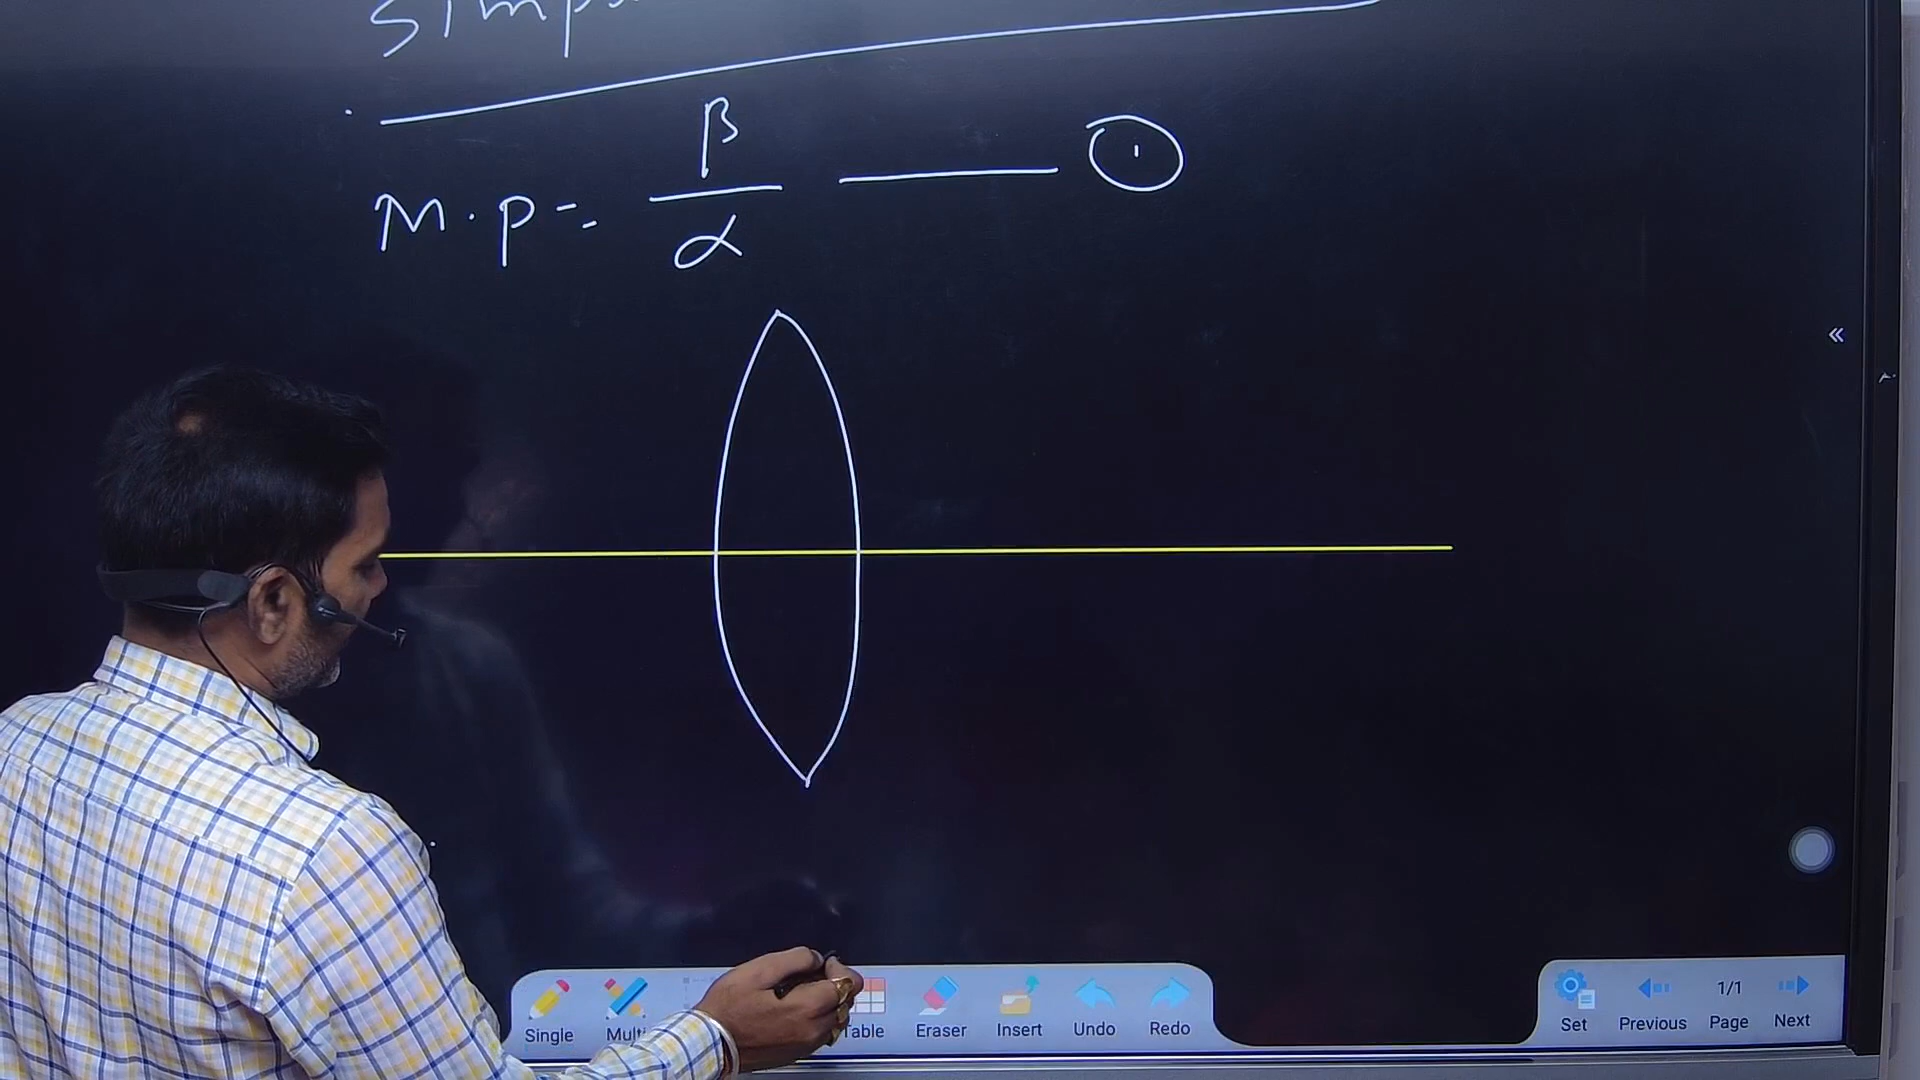 M.P = β/α ——— ①
Single Table Eraser Insert Undo Redo
Set Previous 1/1 Page Next